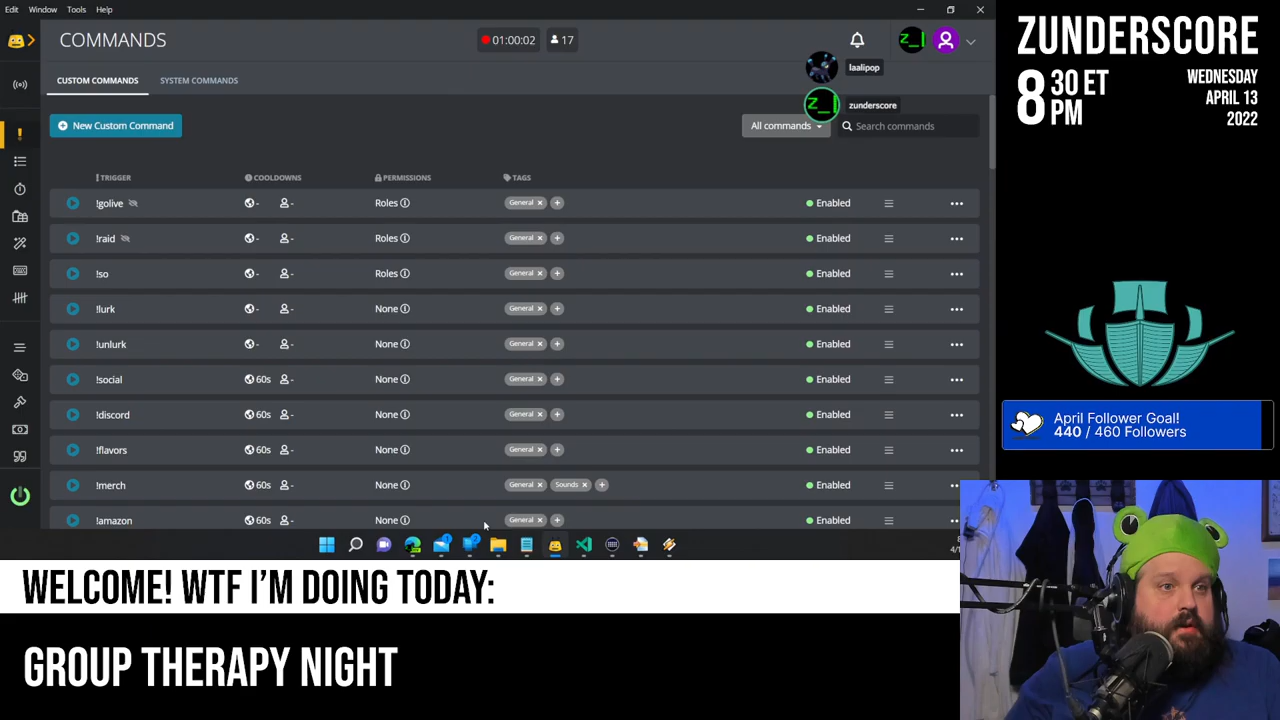 Edit Window Tools Help
COMMANDS
01:00:02
17
laalipop
CUSTOM COMMANDS
SYSTEM COMMANDS
z_|
zunderscore
New Custom Command
All commands
Search commands
TRIGGER COOLDOWNS PERMISSIONS TAGS
!golive - - Roles General × + Enabled
!raid - - Roles General × + Enabled
!so - - Roles General × + Enabled
!lurk - - None General × + Enabled
!unlurk - - None General × + Enabled
!social 60s - None General × + Enabled
!discord 60s - None General × + Enabled
!flavors 60s - None General × + Enabled
!merch 60s - None General × Sounds × + Enabled
!amazon 60s - None General × + Enabled
ZUNDERSCORE
8 30 ET PM
WEDNESDAY
APRIL 13
2022
April Follower Goal!
440 / 460 Followers
WELCOME! WTF I'M DOING TODAY:
GROUP THERAPY NIGHT